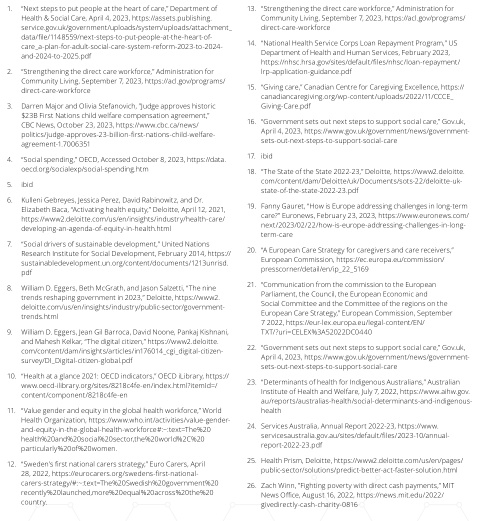 1. "Next steps to put people at the heart of care," Department of
Health & Social Care, April 4, 2023, https://assets.publishing.
service.gov.uk/government/uploads/system/uploads/attachment_
data/file/1148559/next-steps-to-put-people-at-the-heart-of-
care_a-plan-for-adult-social-care-system-reform-2023-to-2024-
and-2024-to-2025.pdf
2. "Strengthening the direct care workforce," Administration for
Community Living, September 7, 2023, https://acl.gov/programs/
direct-care-workforce
3. Darren Major and Olivia Stefanovich, "Judge approves historic
$23B First Nations child welfare compensation agreement,"
CBC News, October 23, 2023, https://www.cbc.ca/news/
politics/judge-approves-23-billion-first-nations-child-welfare-
agreement-1.7006351
4. "Social spending," OECD, Accessed October 8, 2023, https://data.
oecd.org/socialexp/social-spending.htm
5. ibid
6. Kulleni Gebreyes, Jessica Perez, David Rabinowitz, and Dr.
Elizabeth Baca, "Activating health equity," Deloitte, April 12, 2021,
https://www2.deloitte.com/us/en/insights/industry/health-care/
developing-an-agenda-of-equity-in-health.html
7. "Social drivers of sustainable development," United Nations
Research Institute for Social Development, February 2014, https://
sustainabledevelopment.un.org/content/documents/1213unrisd.
pdf
8. William D. Eggers, Beth McGrath, and Jason Salzetti, "The nine
trends reshaping government in 2023," Deloitte, https://www2.
deloitte.com/us/en/insights/industry/public-sector/government-
trends.html
9. William D. Eggers, Jean Gil Barroca, David Noone, Pankaj Kishnani,
and Mahesh Kelkar, "The digital citizen," https://www2.deloitte.
com/content/dam/insights/articles/in176014_cgi_digital-citizen-
survey/DI_Digital-citizen-global.pdf
10. "Health at a glance 2021: OECD indicators," OECD iLibrary, https://
www.oecd-ilibrary.org/sites/8218c4fe-en/index.html?itemId=/
content/component/8218c4fe-en
11. "Value gender and equity in the global health workforce," World
Health Organization, https://www.who.int/activities/value-gender-
and-equity-in-the-global-health-workforce#:~:text=The%20
health%20and%20social%20sector,the%20world%2C%20
particularly%20of%20women.
12. "Sweden's first national carers strategy," Euro Carers, April
28, 2022, https://eurocarers.org/swedens-first-national-
carers-strategy/#:~:text=The%20Swedish%20government%20
recently%20launched,more%20equal%20across%20the%20
country.
13. "Strengthening the direct care workforce," Administration for
Community Living, September 7, 2023, https://acl.gov/programs/
direct-care-workforce
14. "National Health Service Corps Loan Repayment Program," US
Department of Health and Human Services, February 2023,
https://nhsc.hrsa.gov/sites/default/files/nhsc/loan-repayment/
lrp-application-guidance.pdf
15. "Giving care," Canadian Centre for Caregiving Excellence, https://
canadiancaregiving.org/wp-content/uploads/2022/11/CCCE_
Giving-Care.pdf
16. "Government sets out next steps to support social care," Gov.uk,
April 4, 2023, https://www.gov.uk/government/news/government-
sets-out-next-steps-to-support-social-care
17. ibid
18. "The State of the State 2022-23," Deloitte, https://www2.deloitte.
com/content/dam/Deloitte/uk/Documents/sots-22/deloitte-uk-
state-of-the-state-2022-23.pdf
19. Fanny Gauret, "How is Europe addressing challenges in long-term
care?" Euronews, February 23, 2023, https://www.euronews.com/
next/2023/02/22/how-is-europe-addressing-challenges-in-long-
term-care
20. "A European Care Strategy for caregivers and care receivers,"
European Commission, https://ec.europa.eu/commission/
presscorner/detail/en/ip_22_5169
21. "Communication from the commission to the European
Parliament, the Council, the European Economic and
Social Committee and the Committee of the regions on
the European Care Strategy," European Commission, September
7 2022, https://eur-lex.europa.eu/legal-content/EN/
TXT/?uri=CELEX%3A52022DC0440
22. "Government sets out next steps to support social care," Gov.uk,
April 4, 2023, https://www.gov.uk/government/news/government-
sets-out-next-steps-to-support-social-care
23. "Determinants of health for Indigenous Australians," Australian
Institute of Health and Welfare, July 7, 2022, https://www.aihw.gov.
au/reports/australias-health/social-determinants-and-indigenous-
health
24. Services Australia, Annual Report 2022-23, https://www.
servicesaustralia.gov.au/sites/default/files/2023-10/annual-
report-2022-23.pdf
25. Health Prism, Deloitte, https://www2.deloitte.com/us/en/pages/
public-sector/solutions/predict-better-act-faster-solution.html
26. Zach Winn, "Fighting poverty with direct cash payments," MIT
News Office, August 16, 2022, https://news.mit.edu/2022/
givedirectly-cash-charity-0816